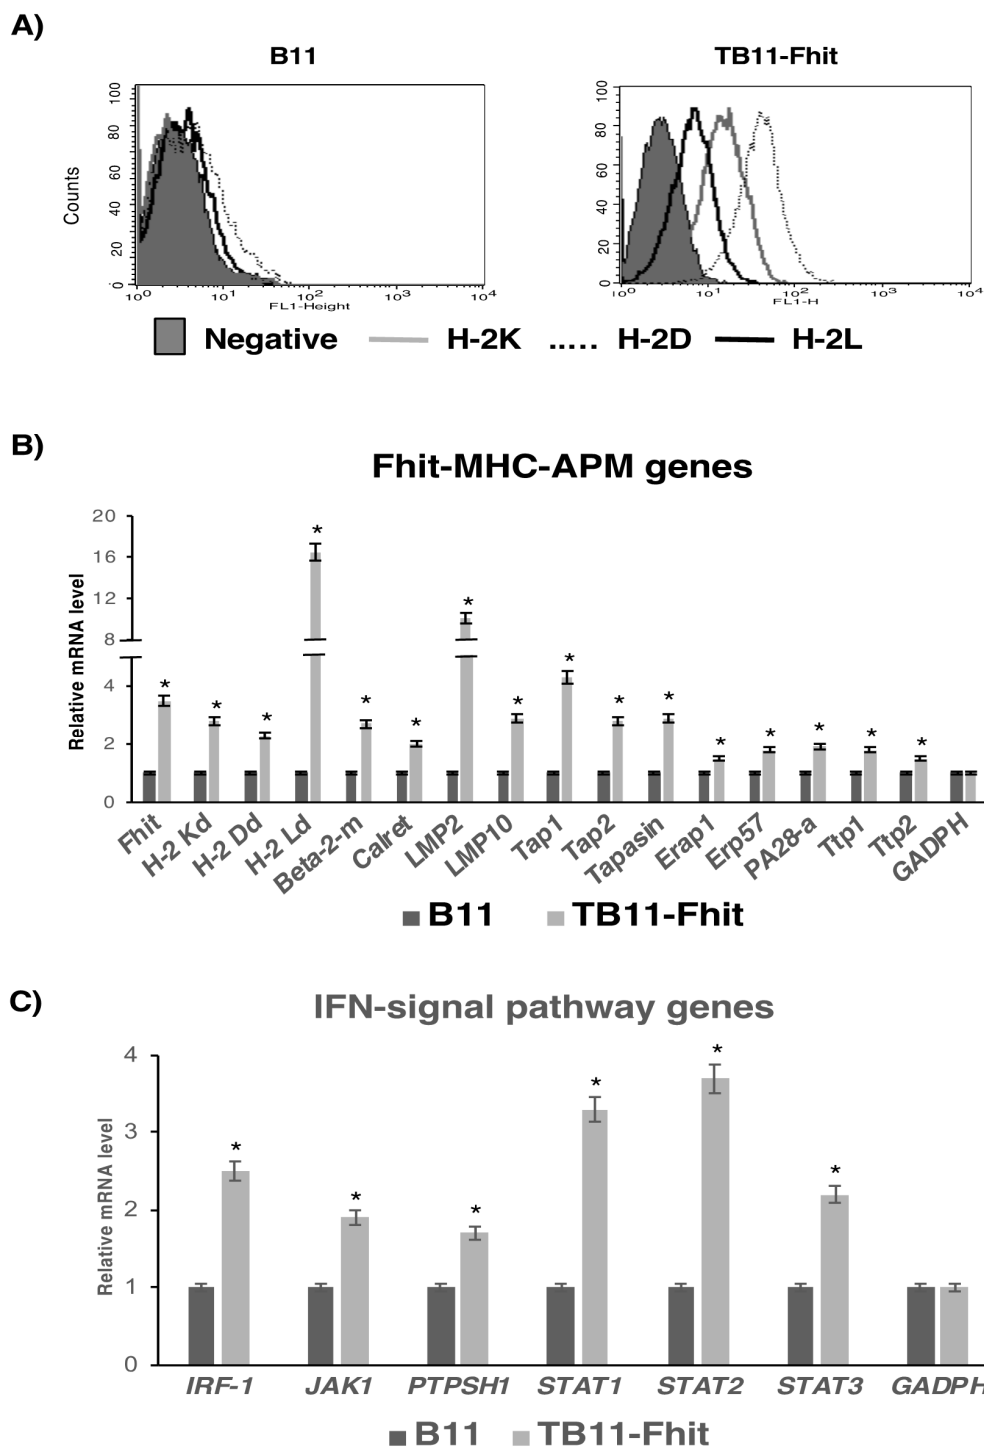 A)
B11 TB11-Fhit
Counts
100
80
60
40
20
0
10⁰ 10¹ 10² 10³ 10⁴
FL1-Height
100
80
60
40
20
0
10⁰ 10¹ 10² 10³ 10⁴
FL1-H
Negative H-2K H-2D H-2L
B)
Fhit-MHC-APM genes
Relative mRNA level
20
16
12
8
4
2
0
* * * * * * * * * * * * * * * *
Fhit H-2 Kd H-2 Dd H-2 Ld Beta-2-m Calret LMP2 LMP10 Tap1 Tap2 Tapasin Erap1 Erp57 PA28-a Ttp1 Ttp2 GADPH
B11 TB11-Fhit
C)
IFN-signal pathway genes
Relative mRNA level
4
3
2
1
0
* * * * * *
IRF-1 JAK1 PTPSH1 STAT1 STAT2 STAT3 GADPH
B11 TB11-Fhit